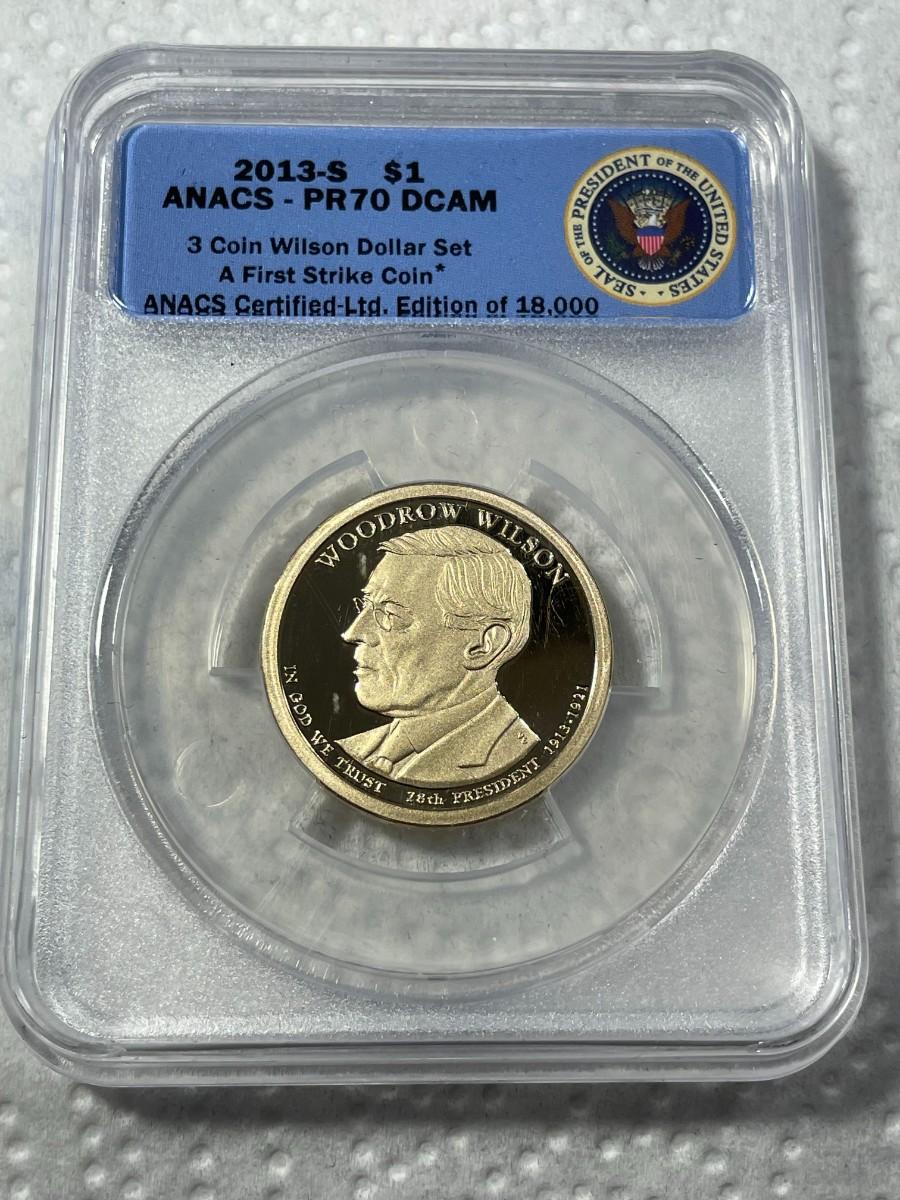 2013-S $1
ANACS - PR70 DCAM
3 Coin Wilson Dollar Set
A First Strike Coin*
ANACS Certified-Ltd. Edition of 18,000
SEAL OF THE PRESIDENT OF THE UNITED STATES
WOODROW WILSON
IN GOD WE TRUST
28th PRESIDENT 1913-1921